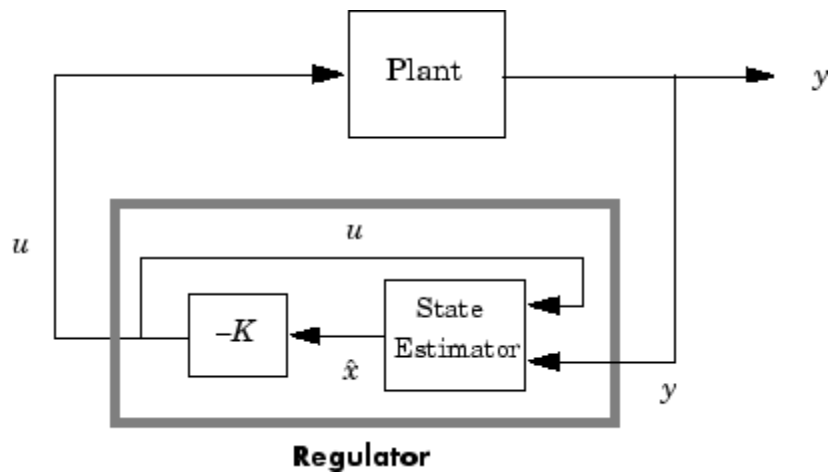 Plant
y
u
u
–K
State
Estimator
x̂
y
Regulator